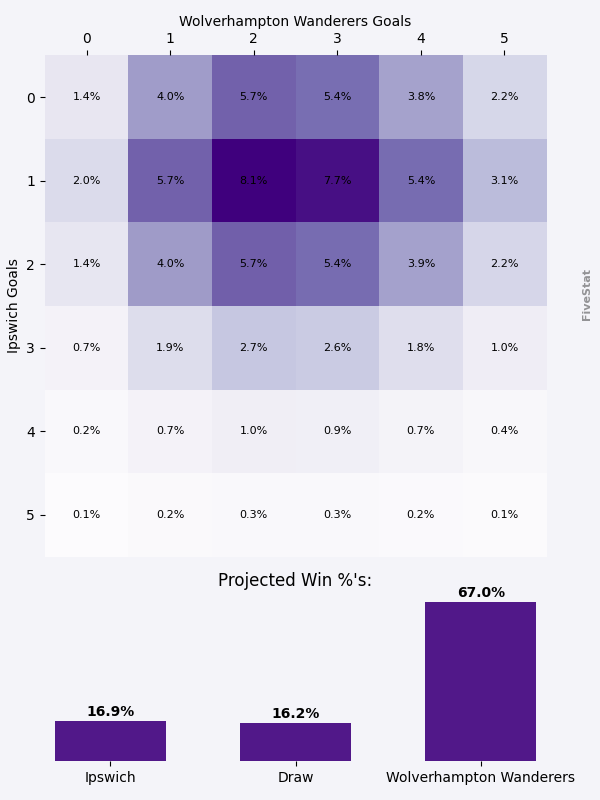 Wolverhampton Wanderers Goals
0 1 2 3 4 5
0 1.4% 4.0% 5.7% 5.4% 3.8% 2.2%
1 2.0% 5.7% 8.1% 7.7% 5.4% 3.1%
2 1.4% 4.0% 5.7% 5.4% 3.9% 2.2%
3 0.7% 1.9% 2.7% 2.6% 1.8% 1.0%
4 0.2% 0.7% 1.0% 0.9% 0.7% 0.4%
5 0.1% 0.2% 0.3% 0.3% 0.2% 0.1%
Ipswich Goals
FiveStat
Projected Win %'s:
16.9% 16.2% 67.0%
Ipswich Draw Wolverhampton Wanderers